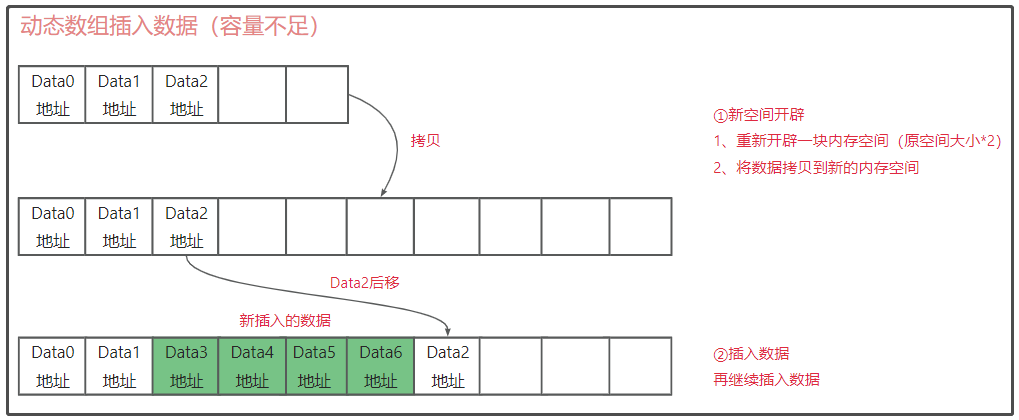 动态数组插入数据（容量不足）
Data0 Data1 Data2
地址 地址 地址
拷贝
①新空间开辟
1、重新开辟一块内存空间（原空间大小*2）
2、将数据拷贝到新的内存空间
Data0 Data1 Data2
地址 地址 地址
Data2后移
新插入的数据
Data0 Data1 Data3 Data4 Data5 Data6 Data2
地址 地址 地址 地址 地址 地址 地址
②插入数据
再继续插入数据